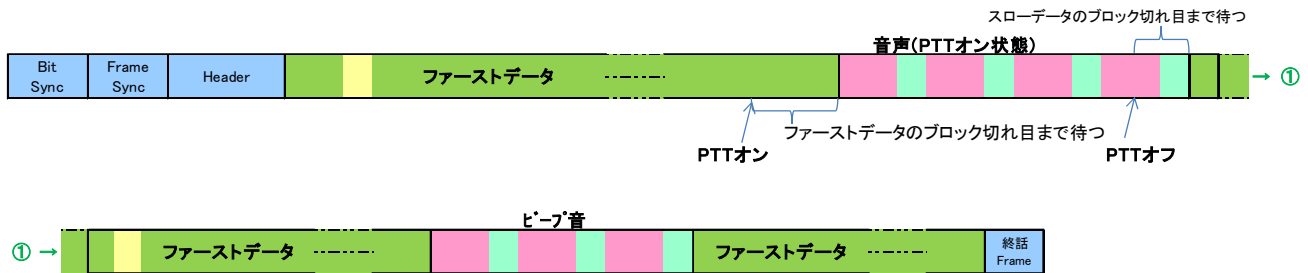 スローデータのブロック切れ目まで待つ
音声(PTTオン状態)
Bit
Sync
Frame
Sync
Header
ファーストデータ
→ ①
ファーストデータのブロック切れ目まで待つ
PTTオン
PTTオフ
ビープ音
① →
ファーストデータ
ファーストデータ
終話
Frame